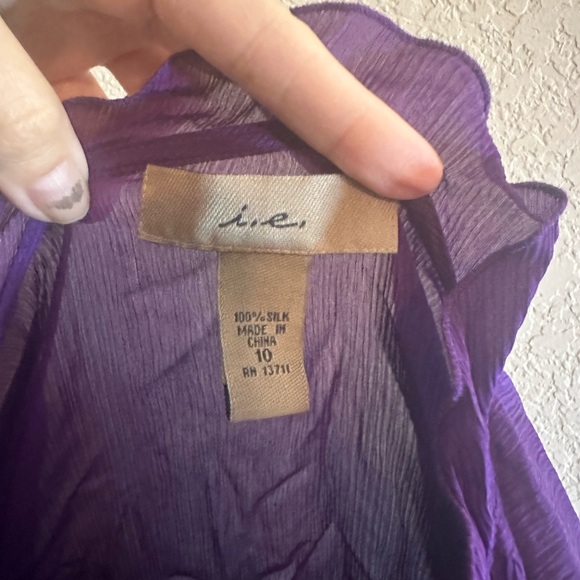 i.e.
100% SILK
MADE IN
CHINA
10
RN 13711